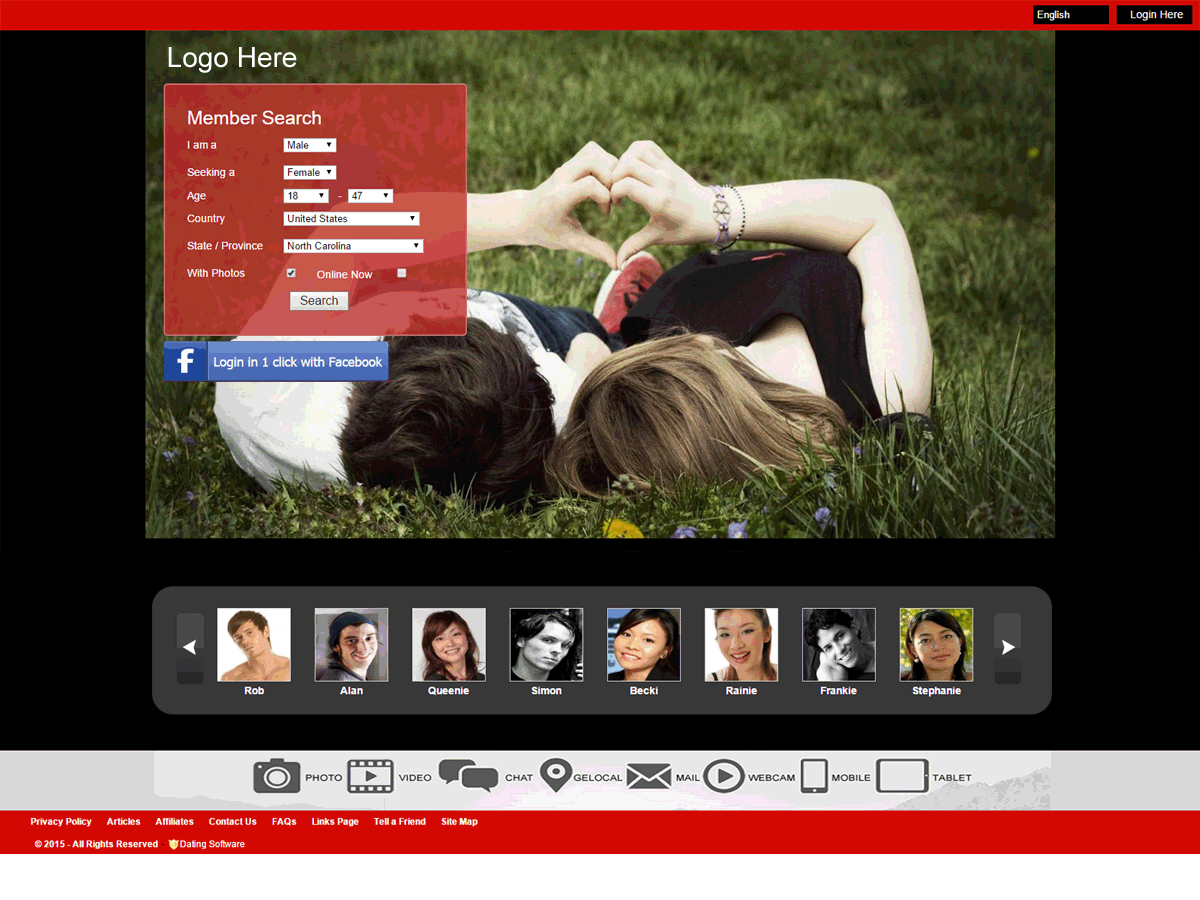 English Login Here
Logo Here
Member Search
I am a Male
Seeking a Female
Age 18 - 47
Country United States
State / Province North Carolina
With Photos Online Now
Search
f Login in 1 click with Facebook
Rob Alan Queenie Simon Becki Rainie Frankie Stephanie
PHOTO VIDEO CHAT GELOCAL MAIL WEBCAM MOBILE TABLET
Privacy Policy Articles Affiliates Contact Us FAQs Links Page Tell a Friend Site Map
© 2015 - All Rights Reserved - Dating Software